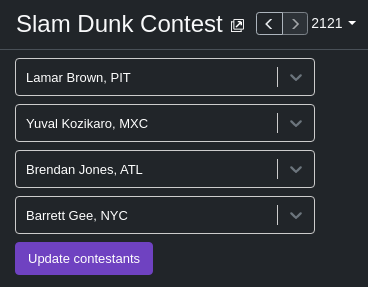 Slam Dunk Contest 2121
Lamar Brown, PIT
Yuval Kozikaro, MXC
Brendan Jones, ATL
Barrett Gee, NYC
Update contestants